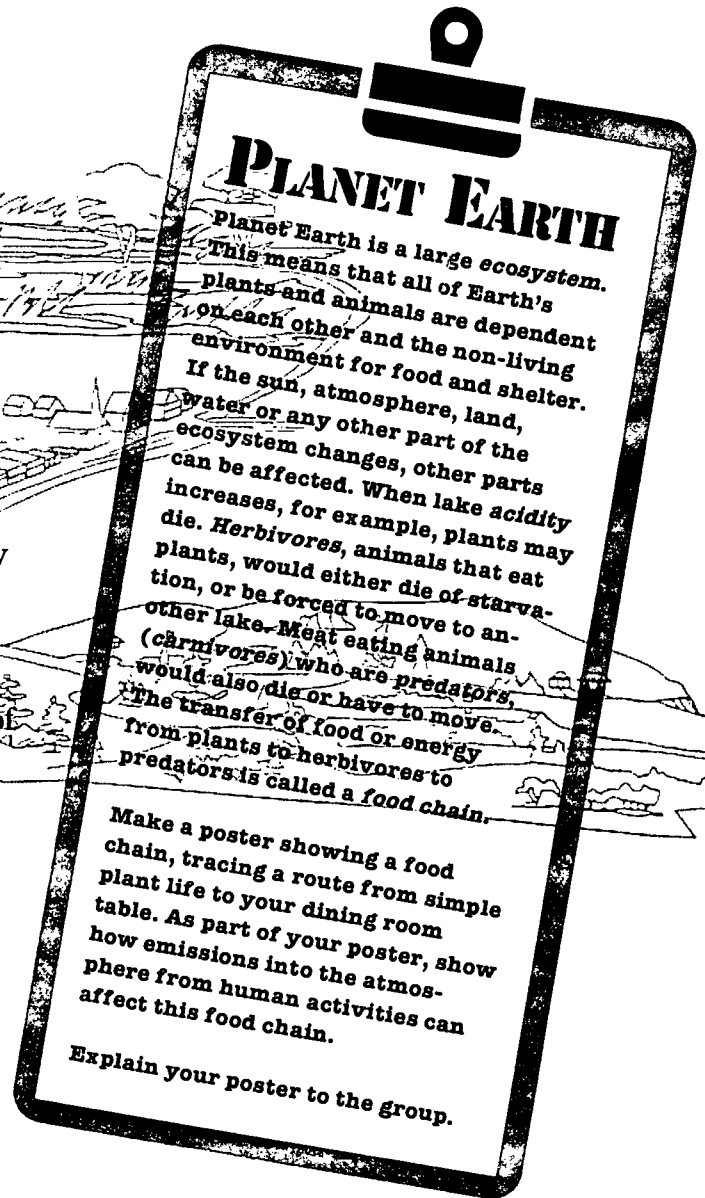 PLANET EARTH
Planet Earth is a large ecosystem.
This means that all of Earth's
plants and animals are dependent
on each other and the non-living
environment for food and shelter.
If the sun, atmosphere, land,
water or any other part of the
ecosystem changes, other parts
can be affected. When lake acidity
increases, for example, plants may
die. Herbivores, animals that eat
plants, would either die of starva-
tion, or be forced to move to an-
other lake. Meat eating animals
(carnivores) who are predators,
would also die or have to move.
The transfer of food or energy
from plants to herbivores to
predators is called a food chain.
Make a poster showing a food
chain, tracing a route from simple
plant life to your dining room
table. As part of your poster, show
how emissions into the atmos-
phere from human activities can
affect this food chain.
Explain your poster to the group.